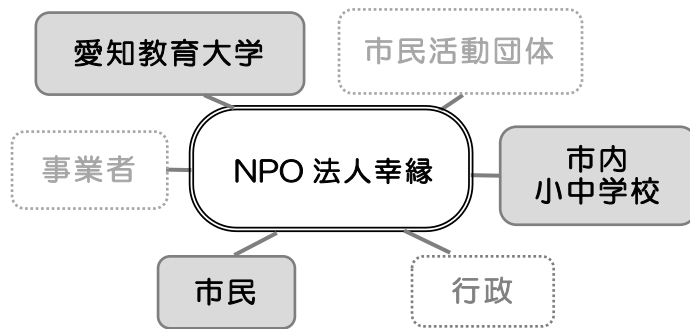 愛知教育大学
市民活動団体
事業者
NPO 法人幸縁
市内
小中学校
市民
行政